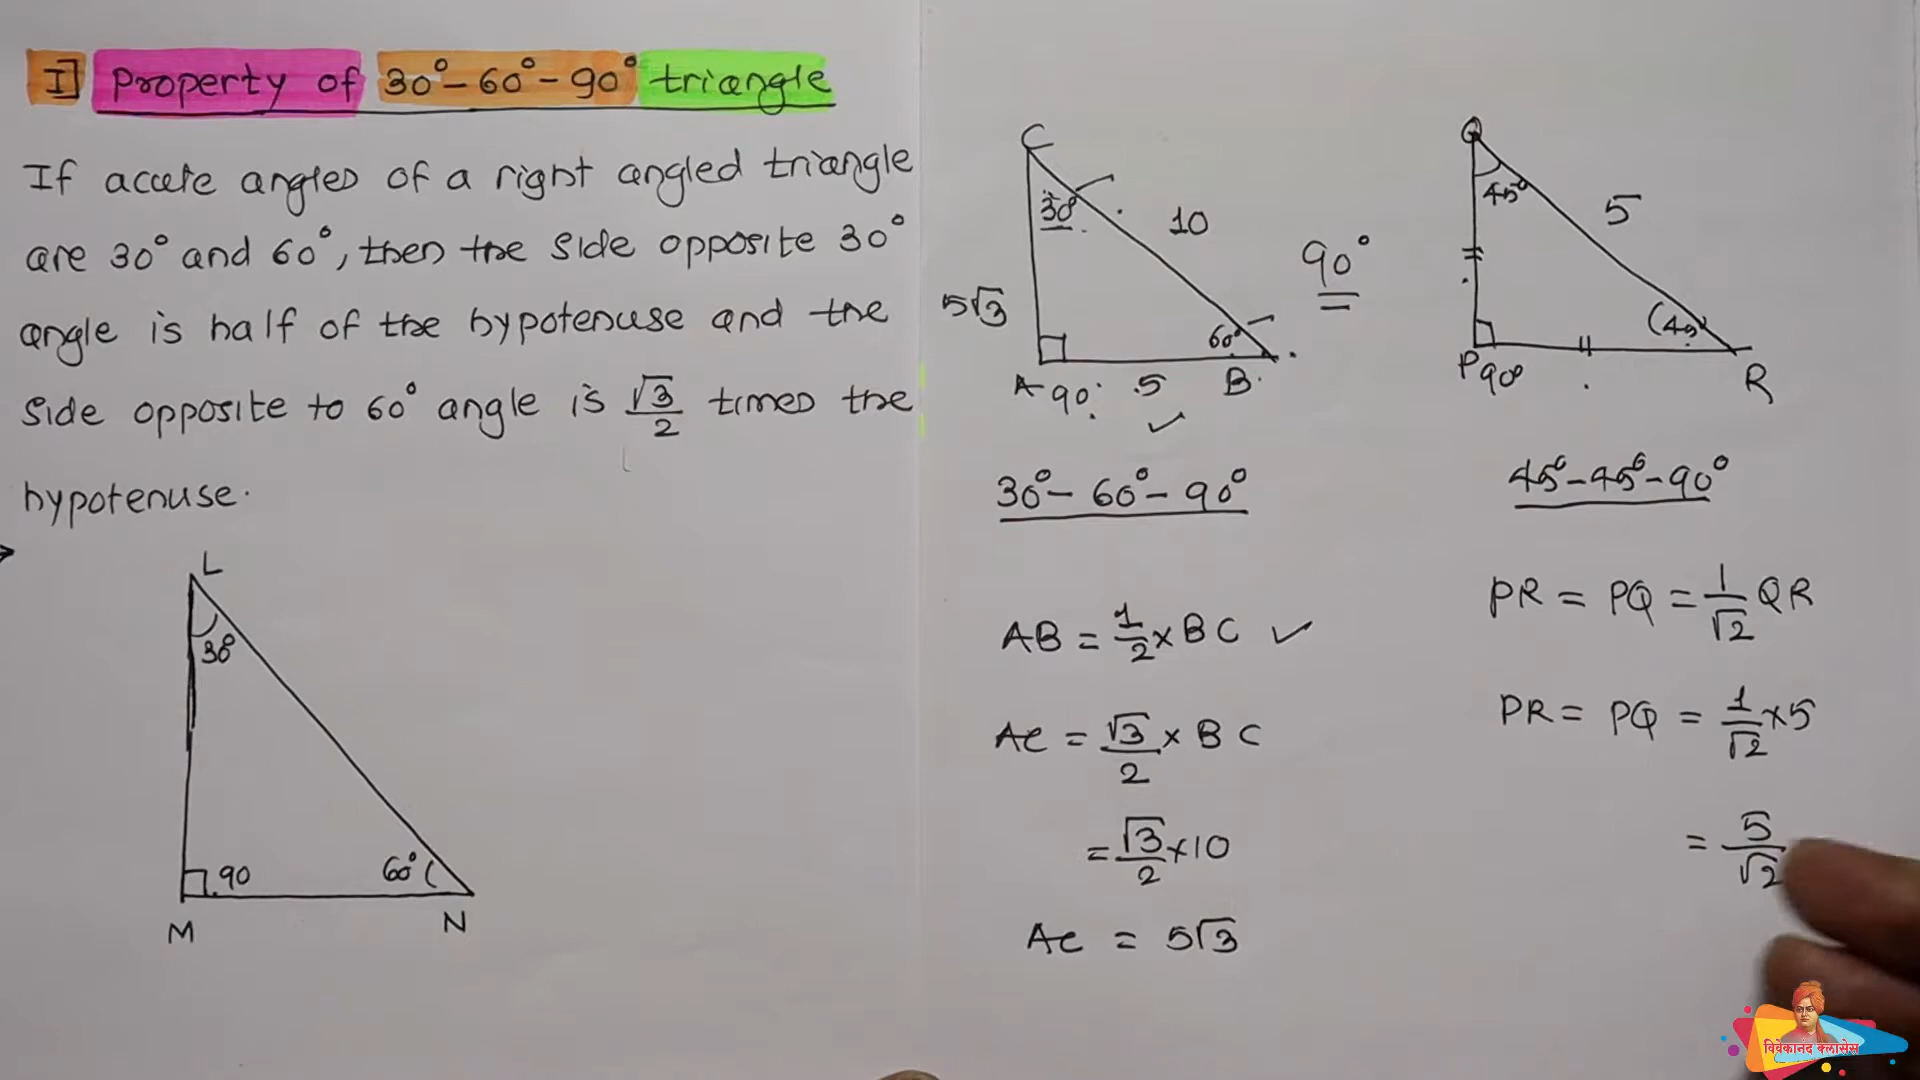 I] Property of 30°-60°-90° triangle
If acute angles of a right angled triangle
are 30° and 60°, then the side opposite 30°
angle is half of the hypotenuse and the
side opposite to 60° angle is √3/2 times the
hypotenuse.
L
30°
90
60°
M
N
C
30°
10
5√3
60°
A 90° 5 B
90°
30°- 60°- 90°
AB = 1/2 × BC ✓
AC = √3/2 × BC
= √3/2 × 10
AC = 5√3
Q
45°
5
45°
P 90°
R
45°-45°-90°
PR = PQ = 1/√2 QR
PR = PQ = 1/√2 × 5
= 5/√2
विवेकानंद क्लासेस